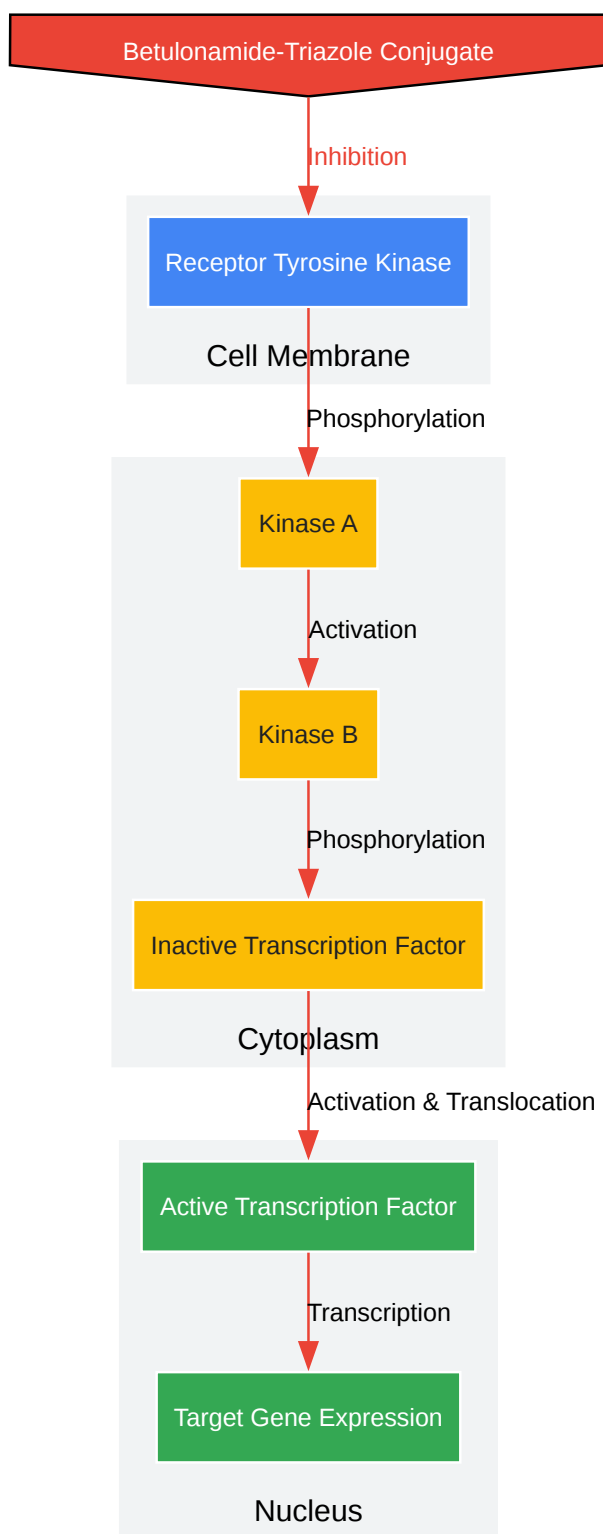 Betulonamide-Triazole Conjugate
Inhibition
Receptor Tyrosine Kinase
Cell Membrane
Phosphorylation
Kinase A
Activation
Kinase B
Phosphorylation
Inactive Transcription Factor
Cytoplasm
Activation & Translocation
Active Transcription Factor
Transcription
Target Gene Expression
Nucleus